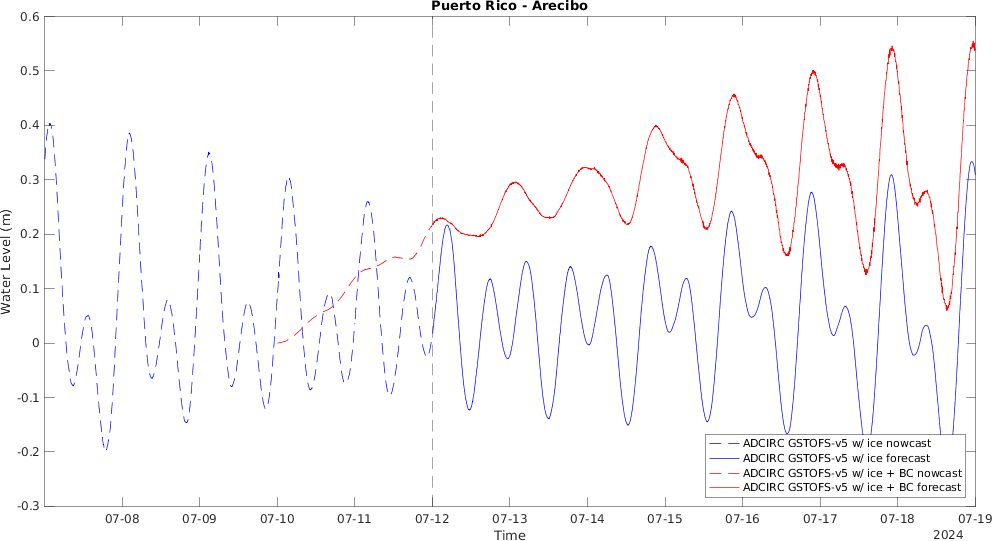 Puerto Rico - Arecibo
0.6
0.5
0.4
0.3
0.2
0.1
0
-0.1
-0.2
-0.3
Water Level (m)
ADCIRC GSTOFS-v5 w/ ice nowcast
ADCIRC GSTOFS-v5 w/ ice forecast
ADCIRC GSTOFS-v5 w/ ice + BC nowcast
ADCIRC GSTOFS-v5 w/ ice + BC forecast
07-08 07-09 07-10 07-11 07-12 07-13 07-14 07-15 07-16 07-17 07-18 07-19
Time
2024